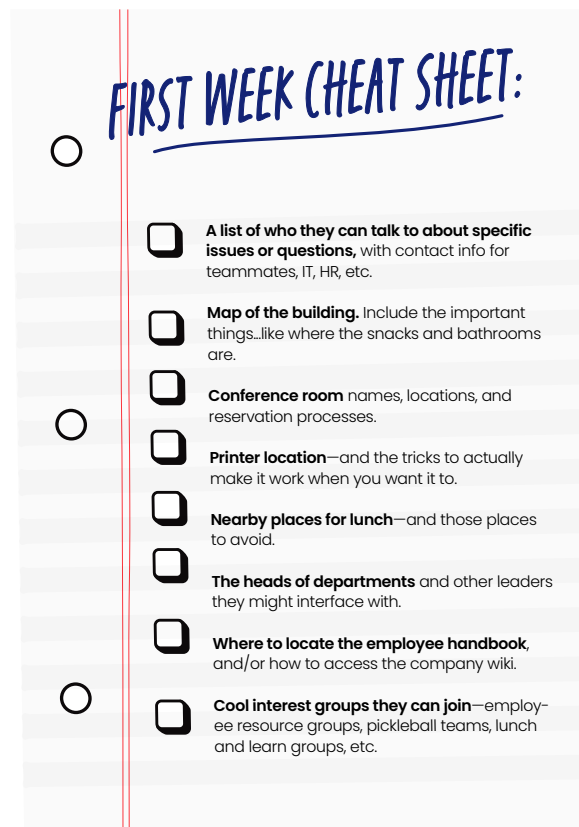 FIRST WEEK CHEAT SHEET:
A list of who they can talk to about specific
issues or questions, with contact info for
teammates, IT, HR, etc.
Map of the building. Include the important
things...like where the snacks and bathrooms
are.
Conference room names, locations, and
reservation processes.
Printer location—and the tricks to actually
make it work when you want it to.
Nearby places for lunch—and those places
to avoid.
The heads of departments and other leaders
they might interface with.
Where to locate the employee handbook,
and/or how to access the company wiki.
Cool interest groups they can join—employ-
ee resource groups, pickleball teams, lunch
and learn groups, etc.